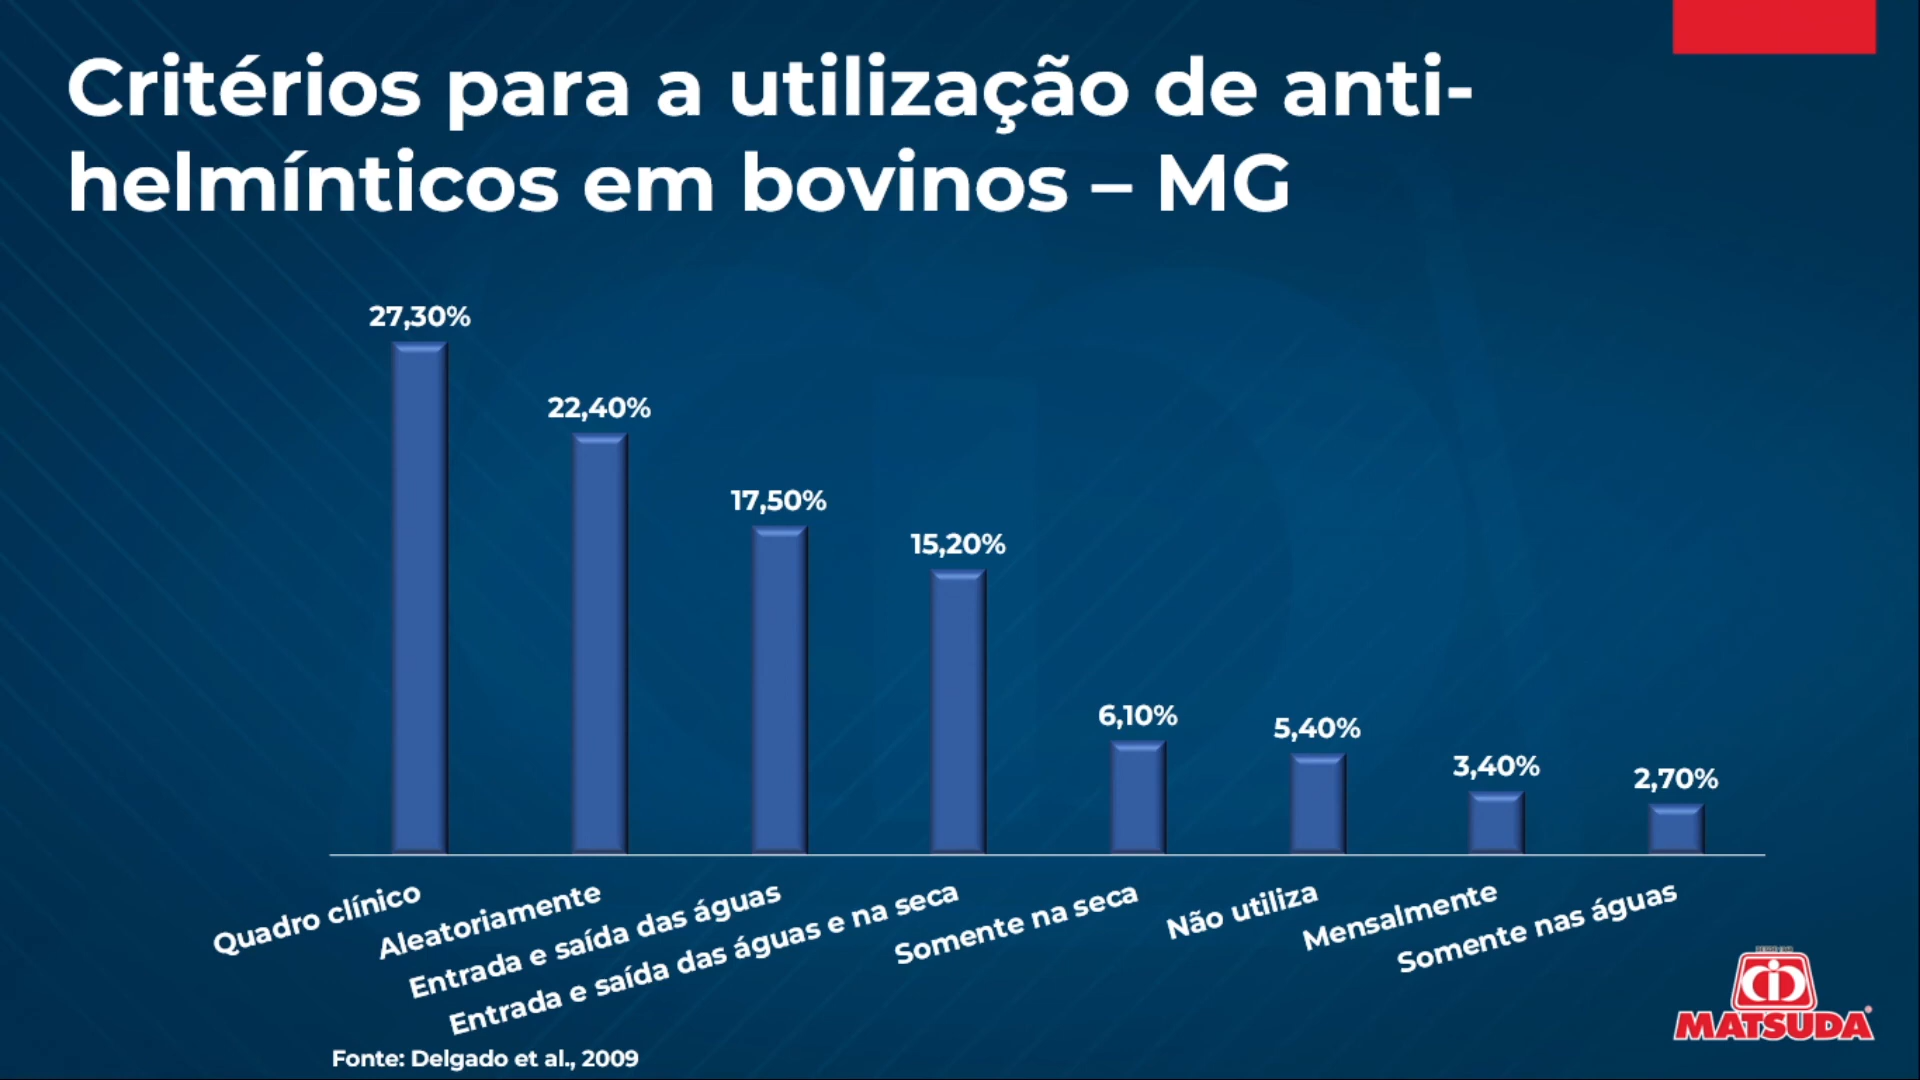 Critérios para a utilização de anti-
helmínticos em bovinos – MG
27,30%
22,40%
17,50%
15,20%
6,10%
5,40%
3,40%
2,70%
Quadro clínico
Aleatoriamente
Entrada e saída das águas
Entrada e saída das águas e na seca
Somente na seca
Não utiliza
Mensalmente
Somente nas águas
MATSUDA®
Fonte: Delgado et al., 2009